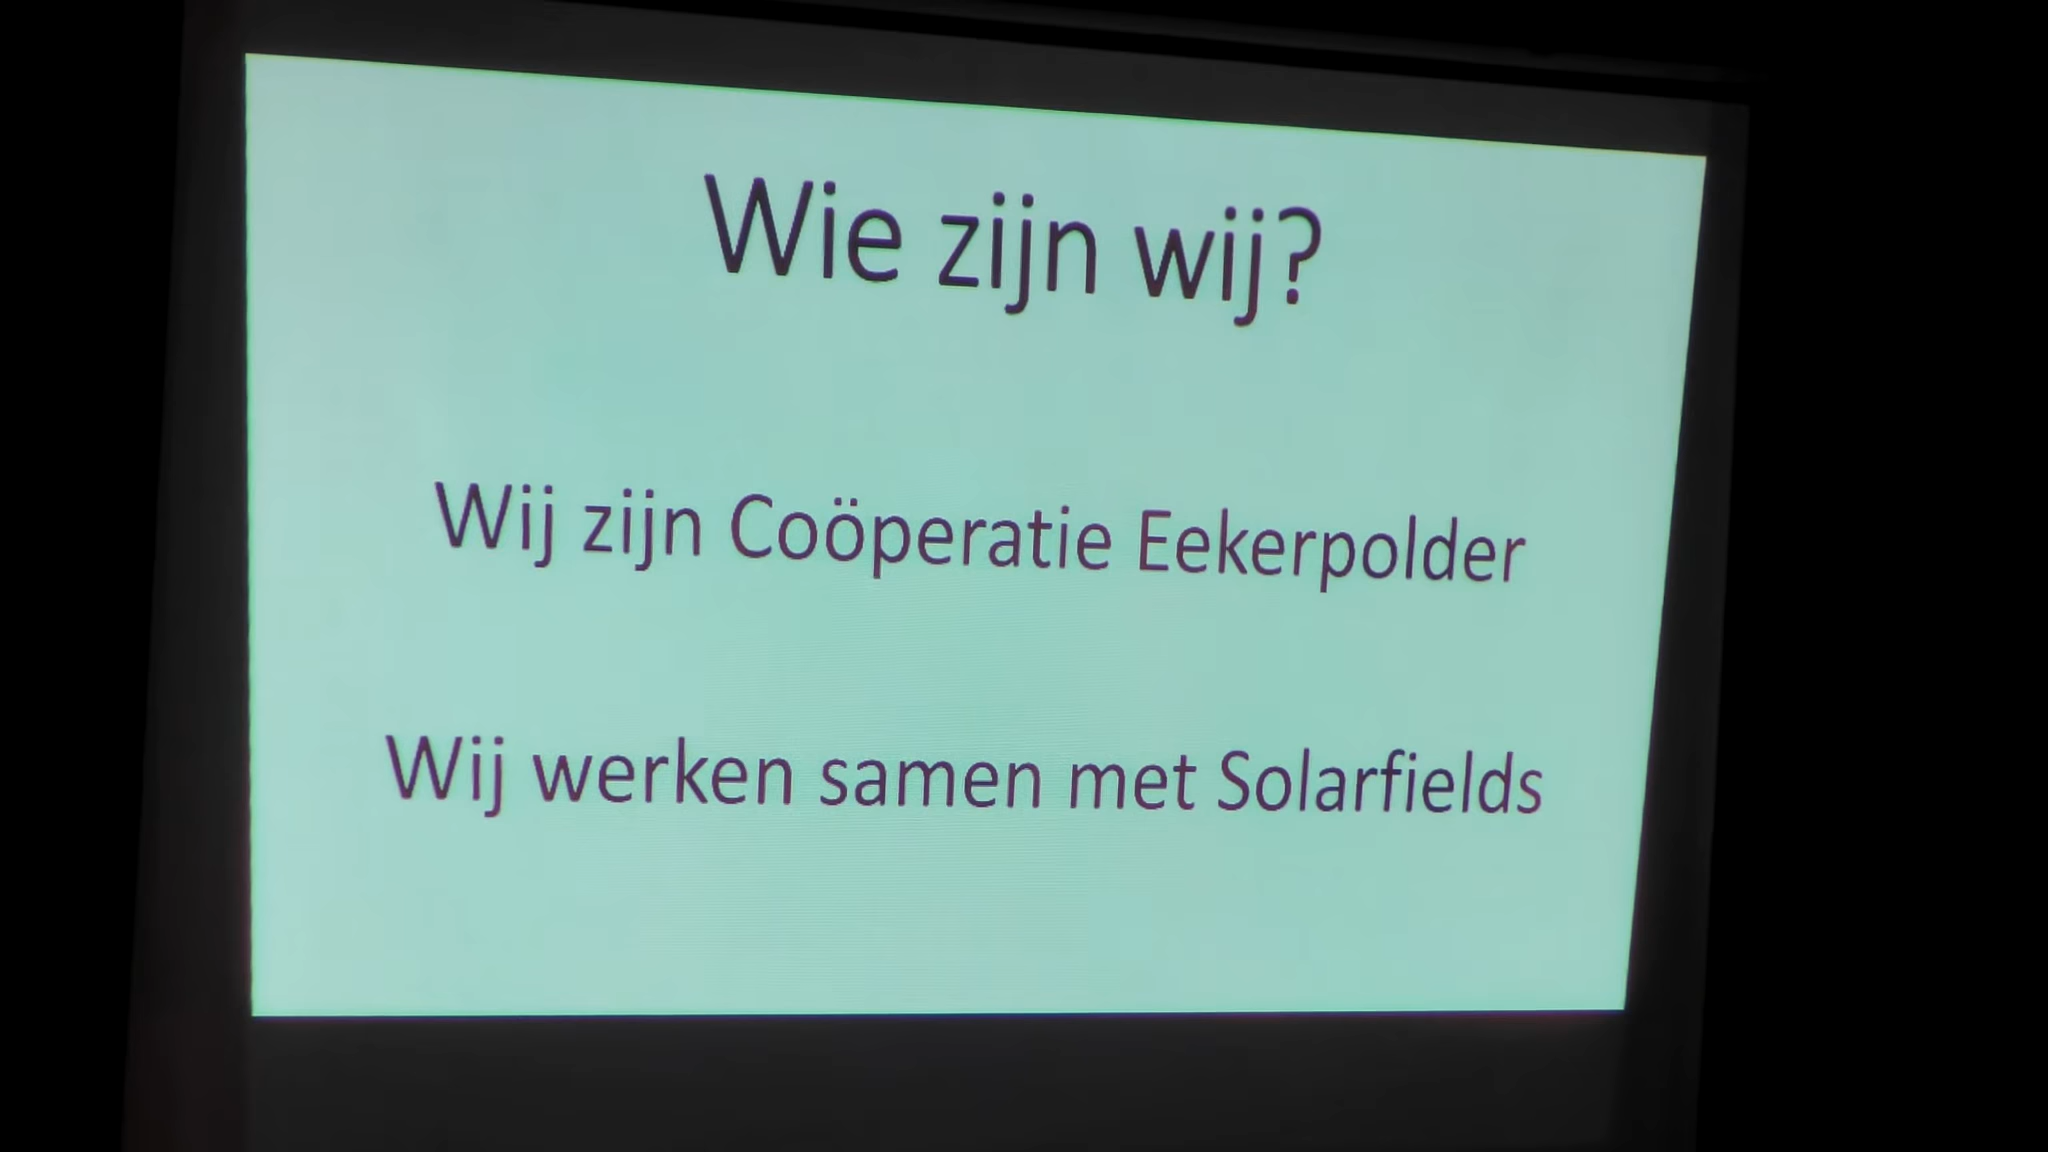 Wie zijn wij?
Wij zijn Coöperatie Eekerpolder
Wij werken samen met Solarfields